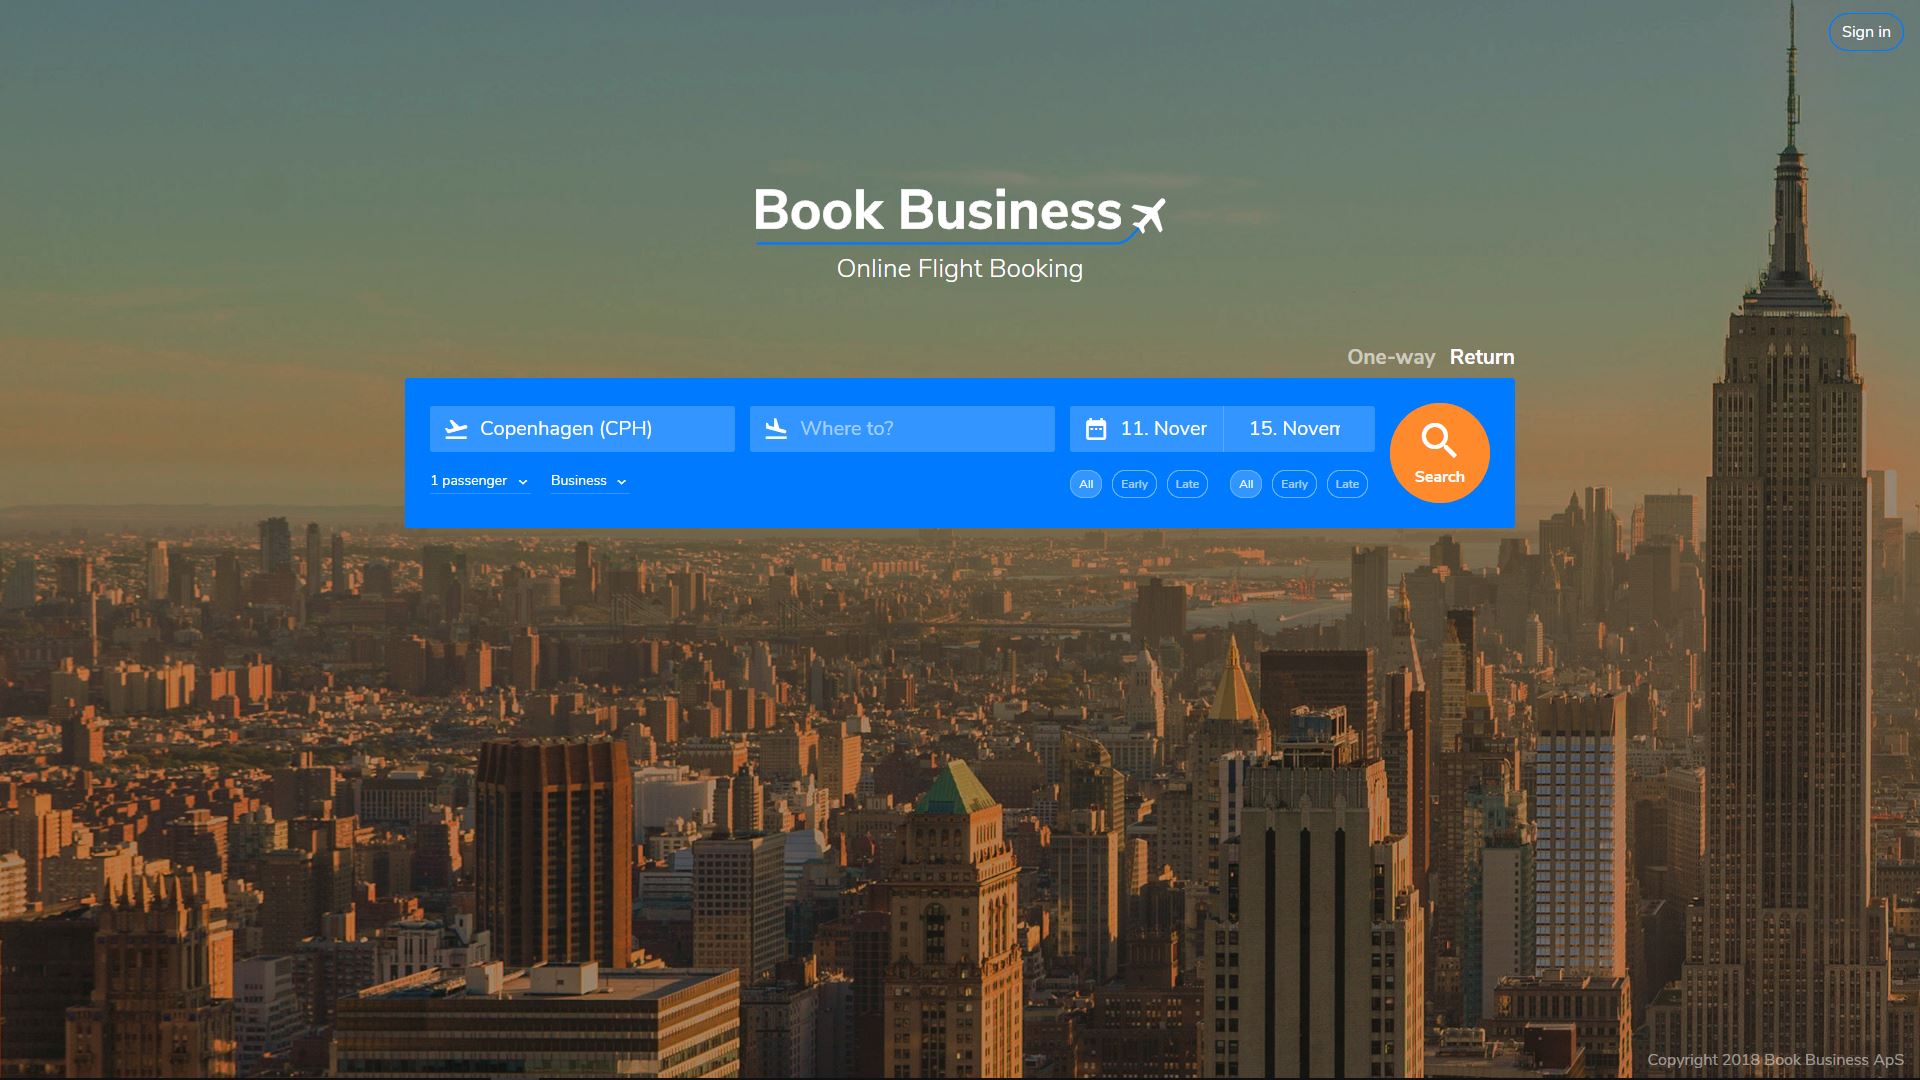 Sign in
Book Business
Online Flight Booking
One-way Return
Copenhagen (CPH) Where to? 11. Nover 15. Noven
1 passenger Business All Early Late All Early Late Search
Copyright 2018 Book Business ApS